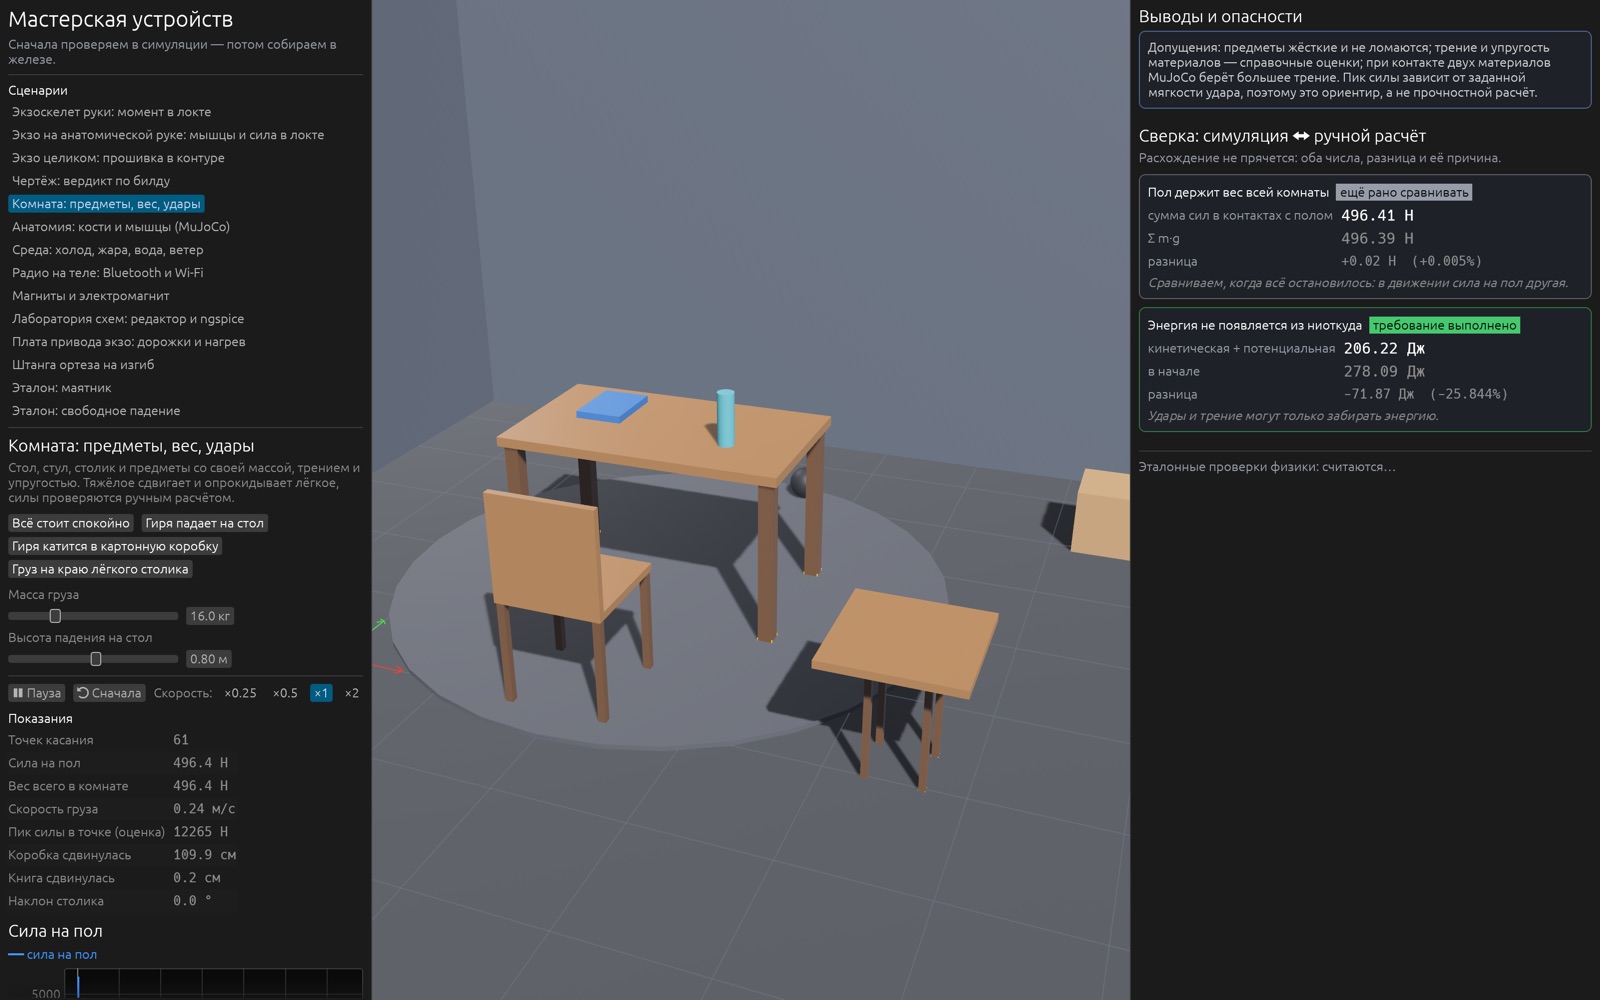 Мастерская устройств
Сначала проверяем в симуляции — потом собираем в
железе.
Сценарии
Экзоскелет руки: момент в локте
Экзо на анатомической руке: мышцы и сила в локте
Экзо целиком: прошивка в контуре
Чертёж: вердикт по билду
Комната: предметы, вес, удары
Анатомия: кости и мышцы (MuJoCo)
Среда: холод, жара, вода, ветер
Радио на теле: Bluetooth и Wi-Fi
Магниты и электромагнит
Лаборатория схем: редактор и ngspice
Плата привода экзо: дорожки и нагрев
Штанга ортеза на изгиб
Эталон: маятник
Эталон: свободное падение
Комната: предметы, вес, удары
Стол, стул, столик и предметы со своей массой, трением и
упругостью. Тяжёлое сдвигает и опрокидывает лёгкое,
силы проверяются ручным расчётом.
Всё стоит спокойно Гиря падает на стол
Гиря катится в картонную коробку
Груз на краю лёгкого столика
Масса груза
16.0 кг
Высота падения на стол
0.80 м
Пауза Сначала Скорость: ×0.25 ×0.5 ×1 ×2
Показания
Точек касания 61
Сила на пол 496.4 Н
Вес всего в комнате 496.4 Н
Скорость груза 0.24 м/с
Пик силы в точке (оценка) 12265 Н
Коробка сдвинулась 109.9 см
Книга сдвинулась 0.2 см
Наклон столика 0.0 °
Сила на пол
сила на пол
5000
Выводы и опасности
Допущения: предметы жёсткие и не ломаются; трение и упругость
материалов — справочные оценки; при контакте двух материалов
MuJoCo берёт большее трение. Пик силы зависит от заданной
мягкости удара, поэтому это ориентир, а не прочностной расчёт.
Сверка: симуляция ⬌ ручной расчёт
Расхождение не прячется: оба числа, разница и её причина.
Пол держит вес всей комнаты ещё рано сравнивать
сумма сил в контактах с полом 496.41 Н
Σ m·g 496.39 Н
разница +0.02 Н (+0.005%)
Сравниваем, когда всё остановилось: в движении сила на пол другая.
Энергия не появляется из ниоткуда требование выполнено
кинетическая + потенциальная 206.22 Дж
в начале 278.09 Дж
разница -71.87 Дж (-25.844%)
Удары и трение могут только забирать энергию.
Эталонные проверки физики: считаются…